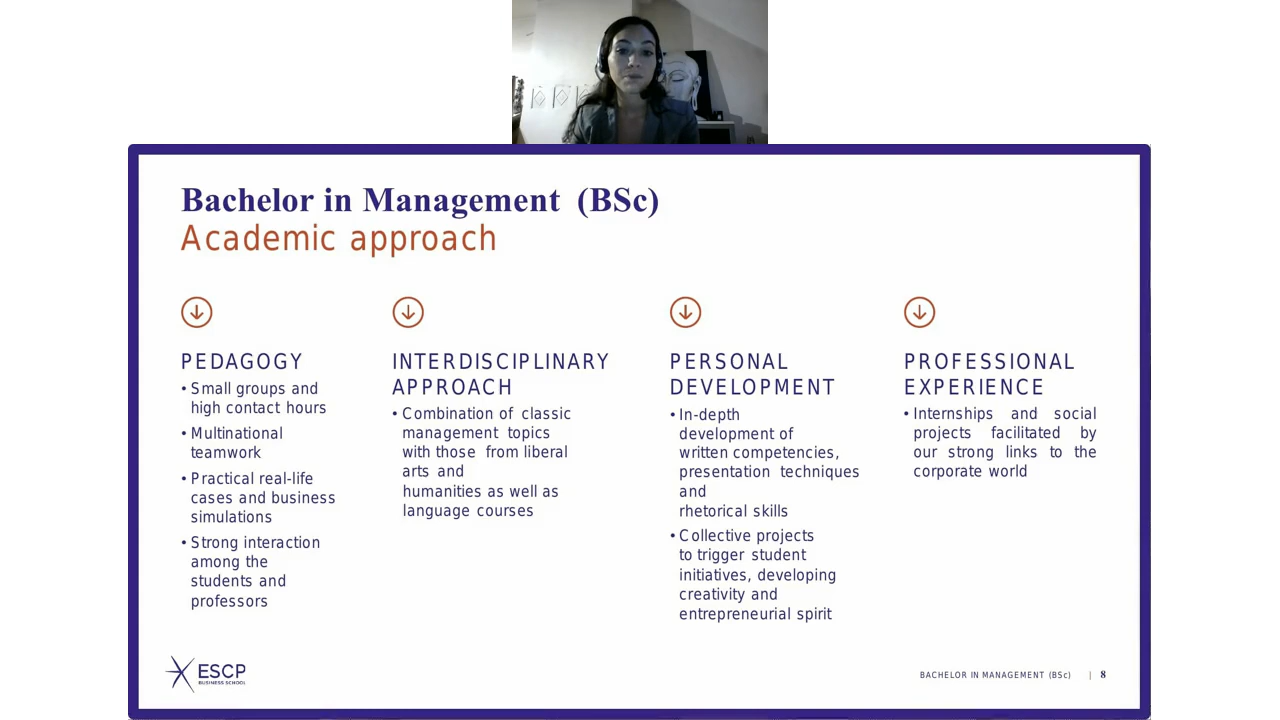 Bachelor in Management (BSc)
Academic approach
PEDAGOGY
• Small groups and
high contact hours
• Multinational
teamwork
• Practical real-life
cases and business
simulations
• Strong interaction
among the
students and
professors
INTERDISCIPLINARY
APPROACH
• Combination of classic
management topics
with those from liberal
arts and
humanities as well as
language courses
PERSONAL
DEVELOPMENT
• In-depth
development of
written competencies,
presentation techniques
and
rhetorical skills
• Collective projects
to trigger student
initiatives, developing
creativity and
entrepreneurial spirit
PROFESSIONAL
EXPERIENCE
• Internships and social
projects facilitated by
our strong links to the
corporate world
ESCP
BUSINESS SCHOOL
BACHELOR IN MANAGEMENT (BSc) | 8